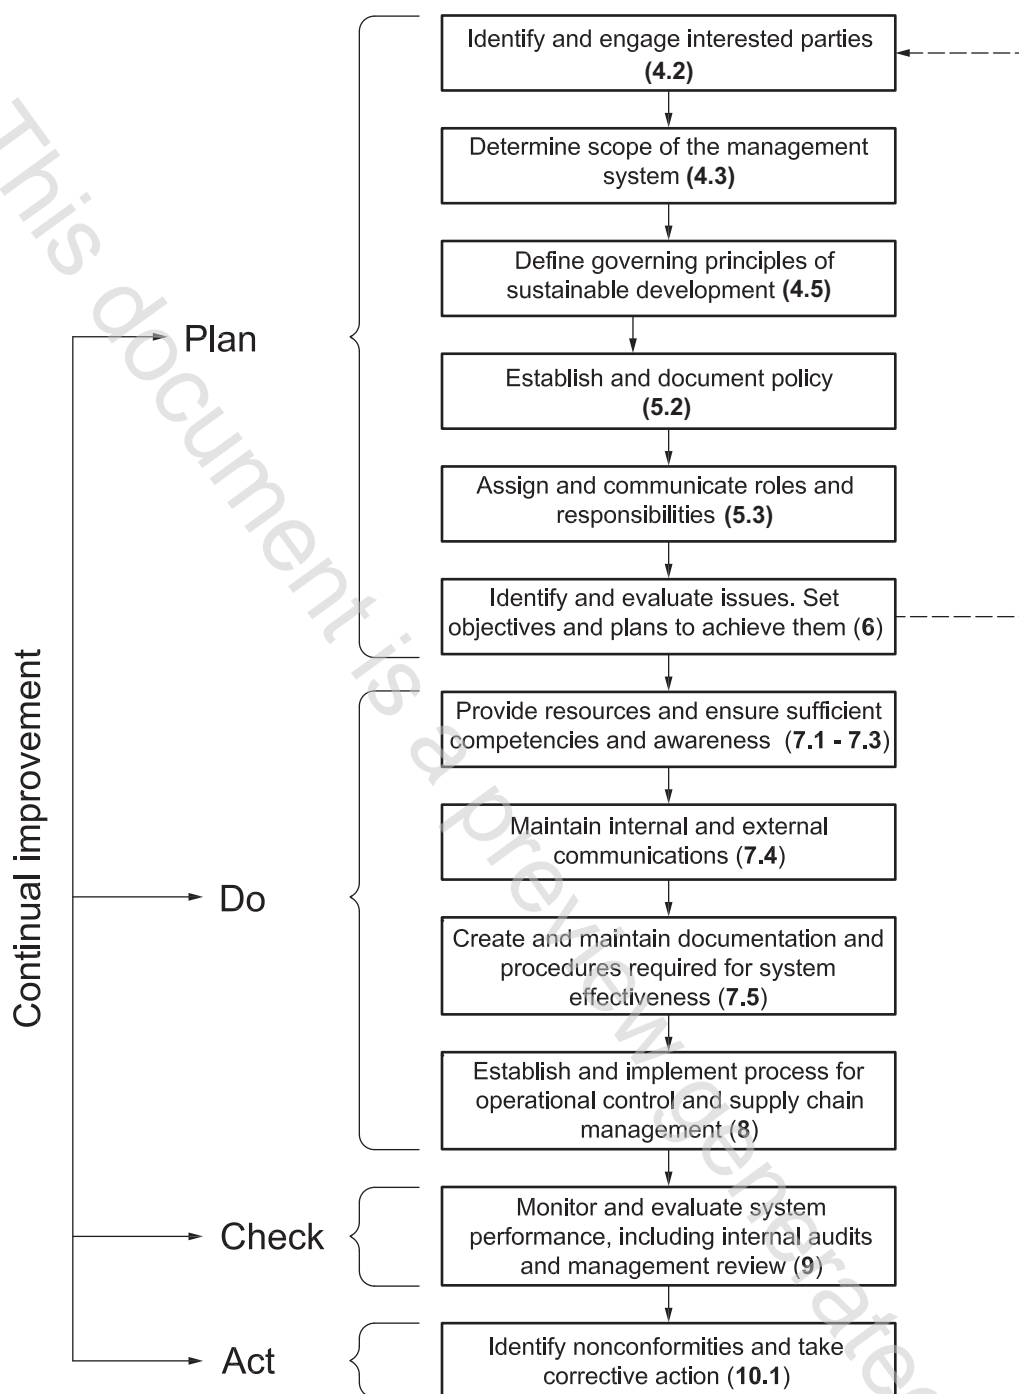 Identify and engage interested parties
(4.2)
Determine scope of the management
system (4.3)
Define governing principles of
sustainable development (4.5)
Plan
Establish and document policy
(5.2)
Assign and communicate roles and
responsibilities (5.3)
Identify and evaluate issues. Set
objectives and plans to achieve them (6)
Continual improvement
Provide resources and ensure sufficient
competencies and awareness (7.1 - 7.3)
Maintain internal and external
communications (7.4)
Do
Create and maintain documentation and
procedures required for system
effectiveness (7.5)
Establish and implement process for
operational control and supply chain
management (8)
Check
Monitor and evaluate system
performance, including internal audits
and management review (9)
Act
Identify nonconformities and take
corrective action (10.1)
This document is a preview generated